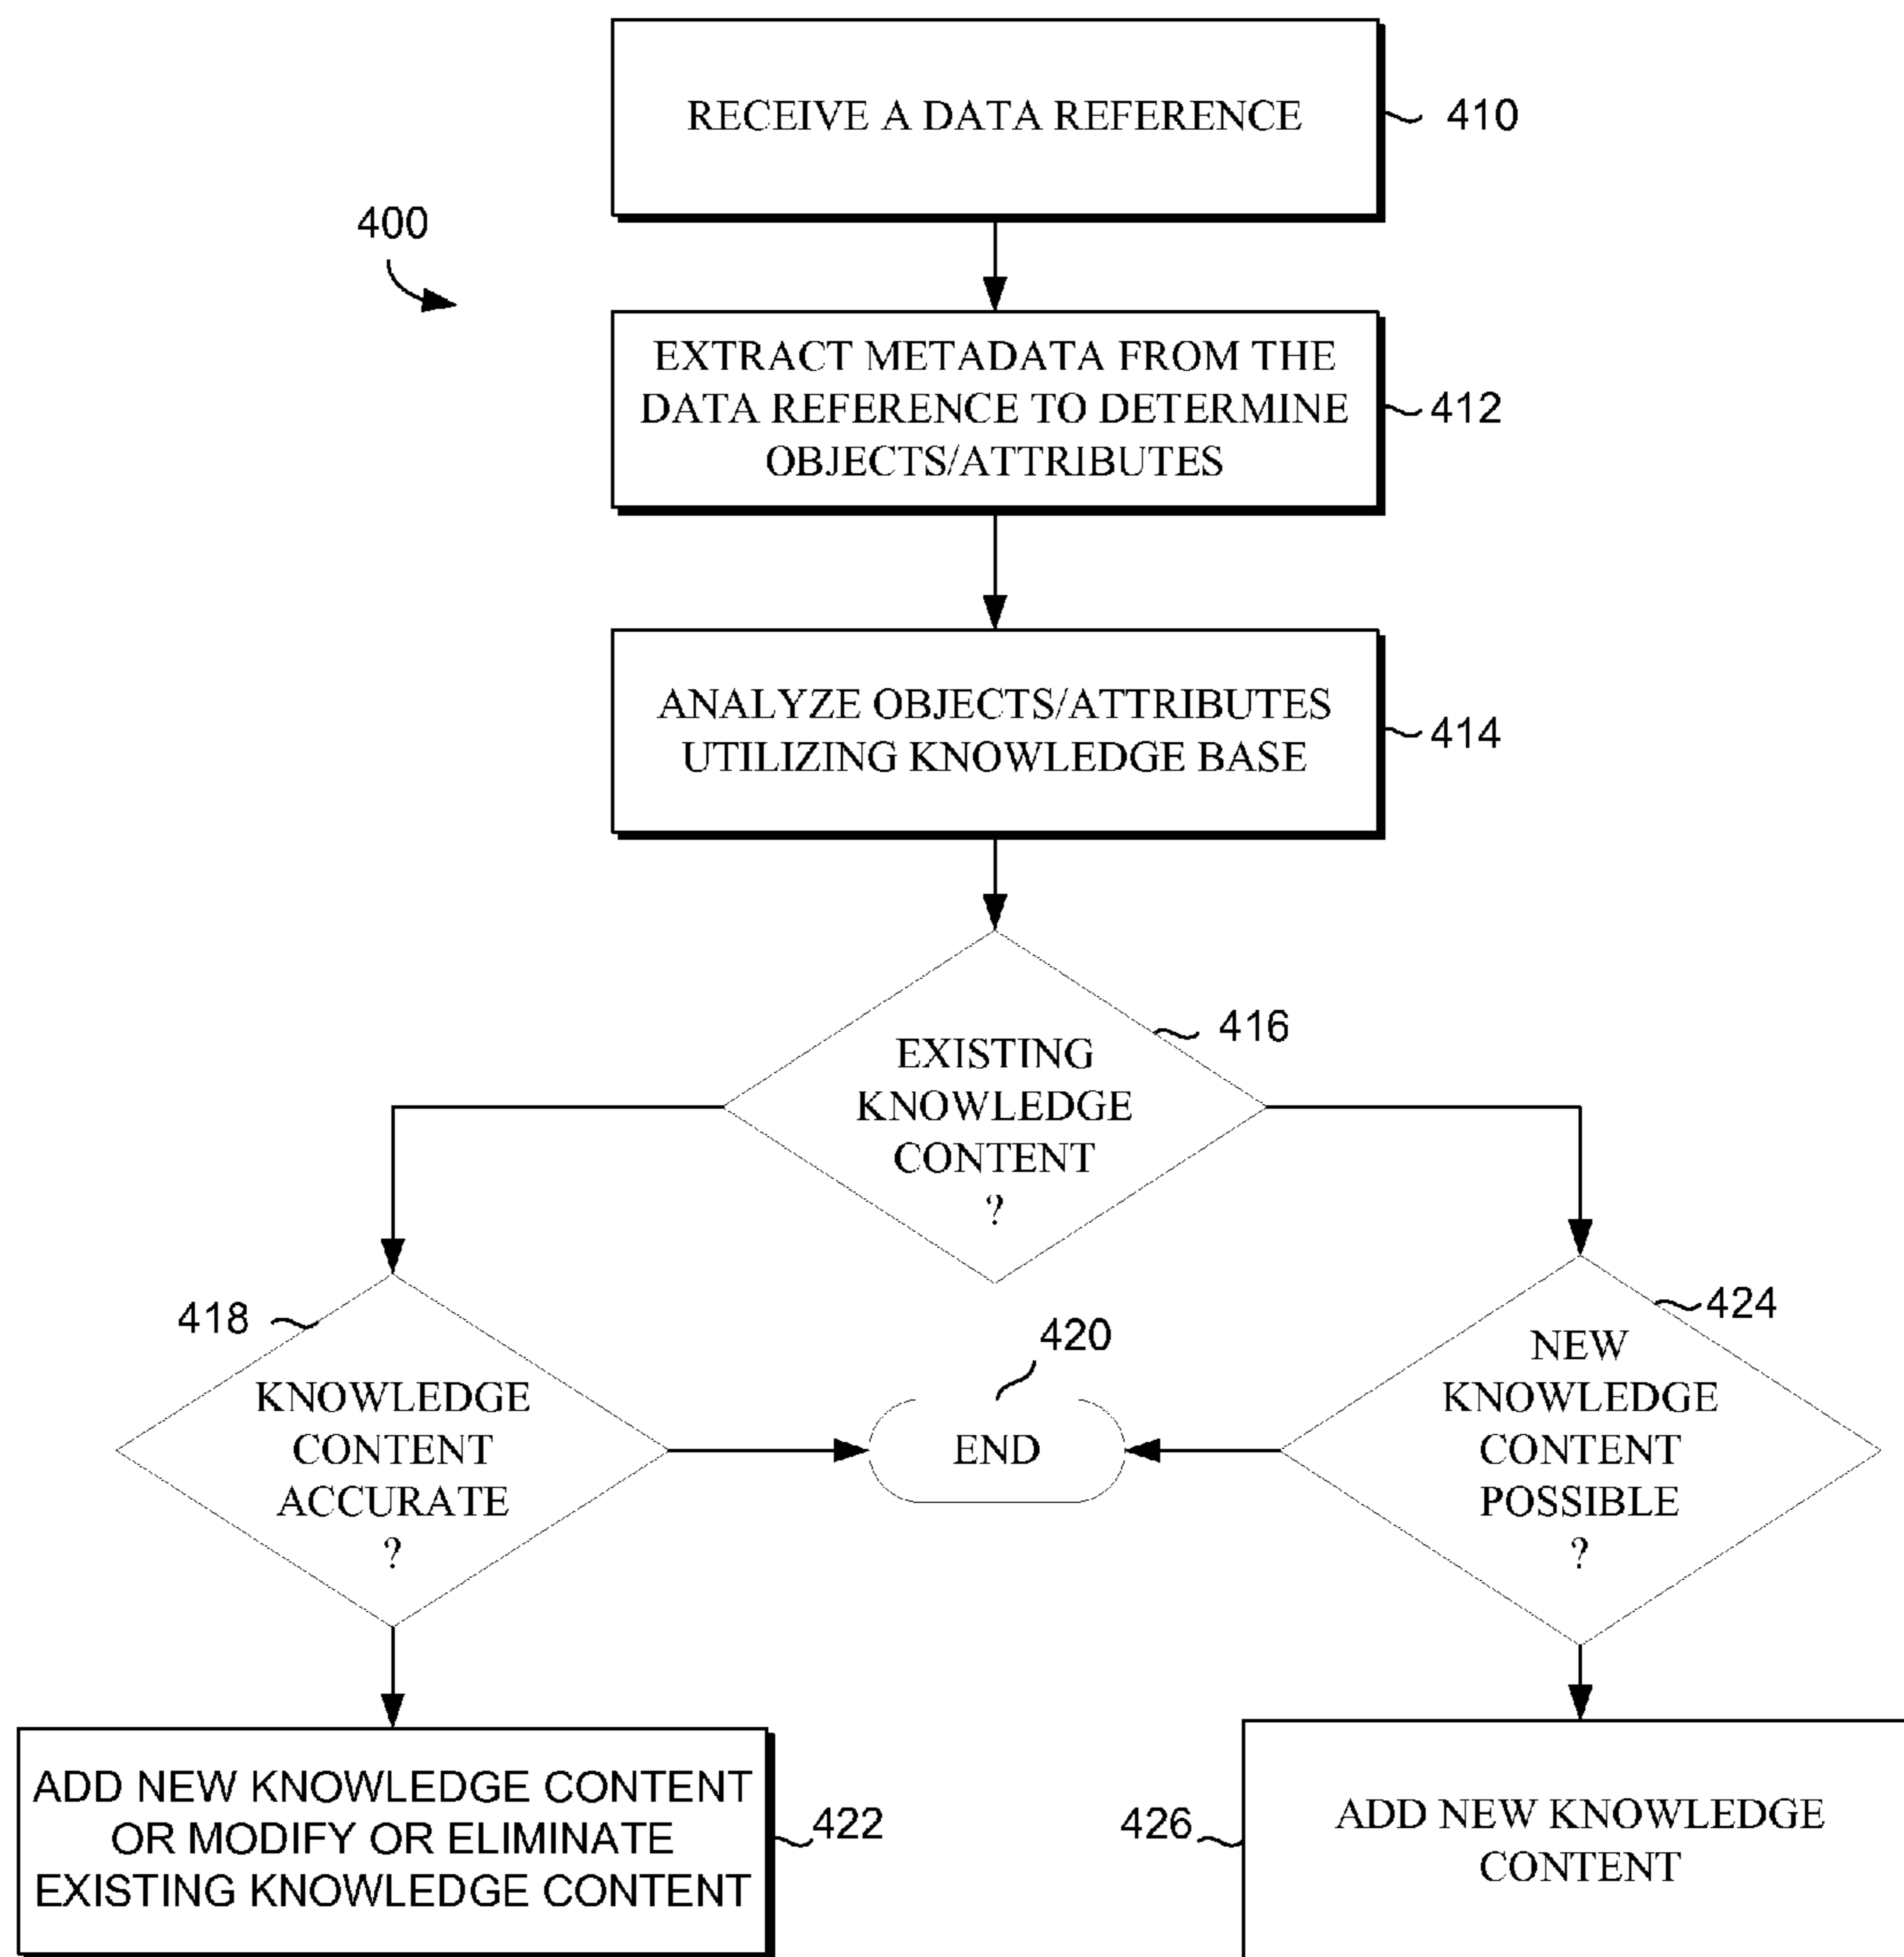 RECEIVE A DATA REFERENCE
410
400
EXTRACT METADATA FROM THE
DATA REFERENCE TO DETERMINE
OBJECTS/ATTRIBUTES
412
ANALYZE OBJECTS/ATTRIBUTES
UTILIZING KNOWLEDGE BASE
414
EXISTING
KNOWLEDGE
CONTENT
?
416
418
KNOWLEDGE
CONTENT
ACCURATE
?
420
END
424
NEW
KNOWLEDGE
CONTENT
POSSIBLE
?
ADD NEW KNOWLEDGE CONTENT
OR MODIFY OR ELIMINATE
EXISTING KNOWLEDGE CONTENT
422
426
ADD NEW KNOWLEDGE
CONTENT